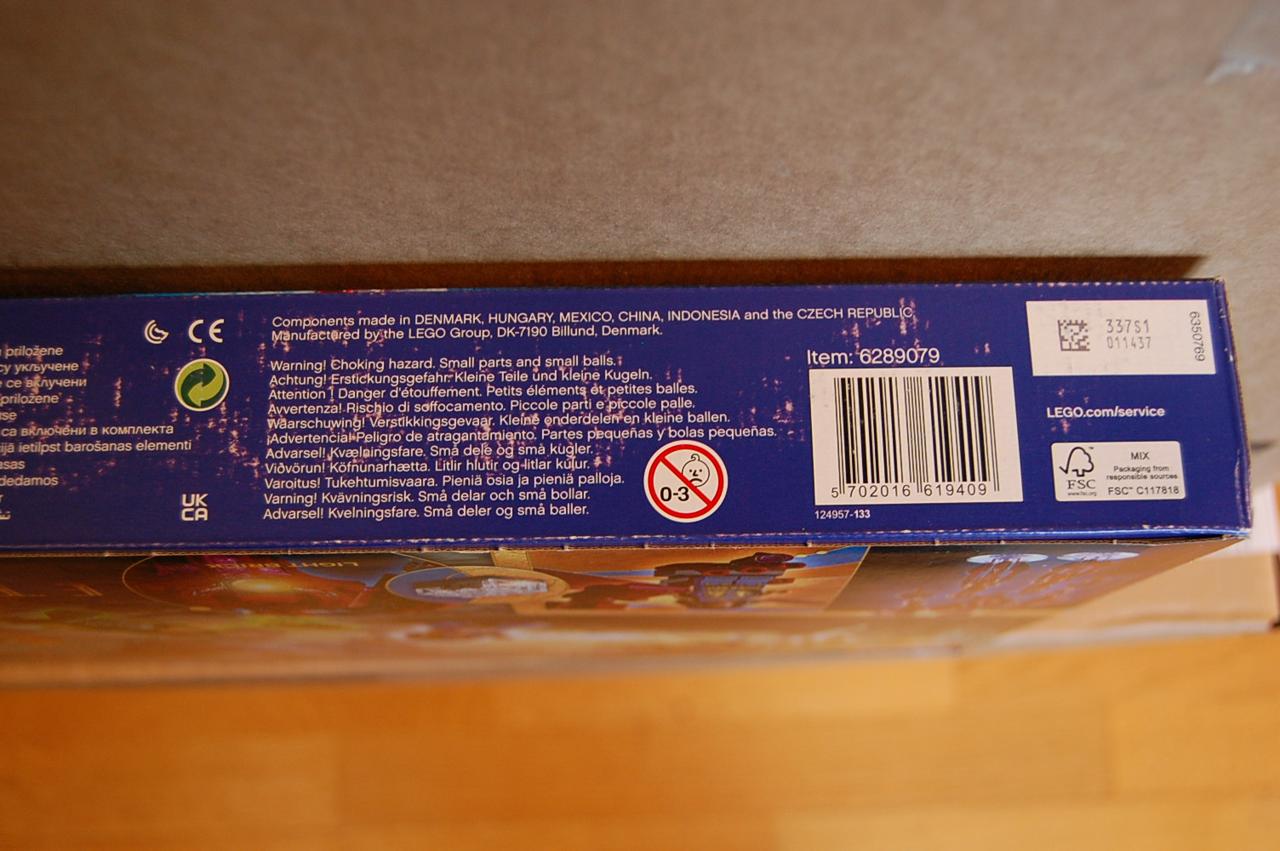 priložene
су укључене
се включени
priložene
са включени в комплекта
ietilpst barošanas elementi
dedamos
CE
UK
CA
Components made in DENMARK, HUNGARY, MEXICO, CHINA, INDONESIA and the CZECH REPUBLIC.
Manufactured by the LEGO Group, DK-7190 Billund, Denmark.
Warning! Choking hazard. Small parts and small balls.
Achtung! Erstickungsgefahr. Kleine Teile und kleine Kugeln.
Attention ! Danger d'étouffement. Petits éléments et petites balles.
Avvertenza! Rischio di soffocamento. Piccole parti e piccole palle.
Waarschuwing! Verstikkingsgevaar. Kleine onderdelen en kleine ballen.
¡Advertencia! Peligro de atragantamiento. Partes pequeñas y bolas pequeñas.
Advarsel! Kvælningsfare. Små dele og små kugler.
Viðvörun! Köfnunarhætta. Litlir hlutir og litlar kúlur.
Varoitus! Tukehtumisvaara. Pieniä osia ja pieniä palloja.
Varning! Kvävningsrisk. Små delar och små bollar.
Advarsel! Kvelningsfare. Små deler og små baller.
0-3
Item: 6289079
5 702016 619409
124957-133
337S1
011437
6350769
LEGO.com/service
FSC
www.fsc.org
MIX
Packaging from
responsible sources
FSC™ C117818